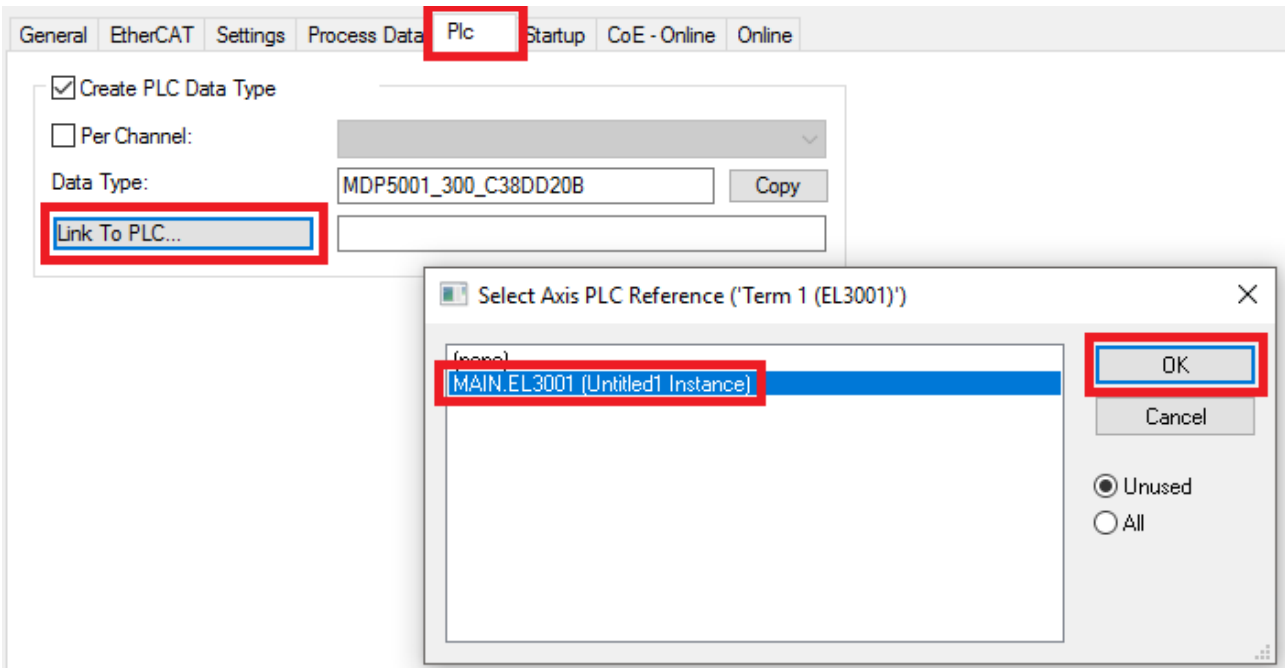 General EtherCAT Settings Process Data Plc Startup CoE - Online Online
Create PLC Data Type
Per Channel:
Data Type: MDP5001_300_C38DD20B Copy
Link To PLC...
Select Axis PLC Reference ('Term 1 (EL3001)')
(none)
MAIN.EL3001 (Untitled1 Instance)
OK
Cancel
Unused
All